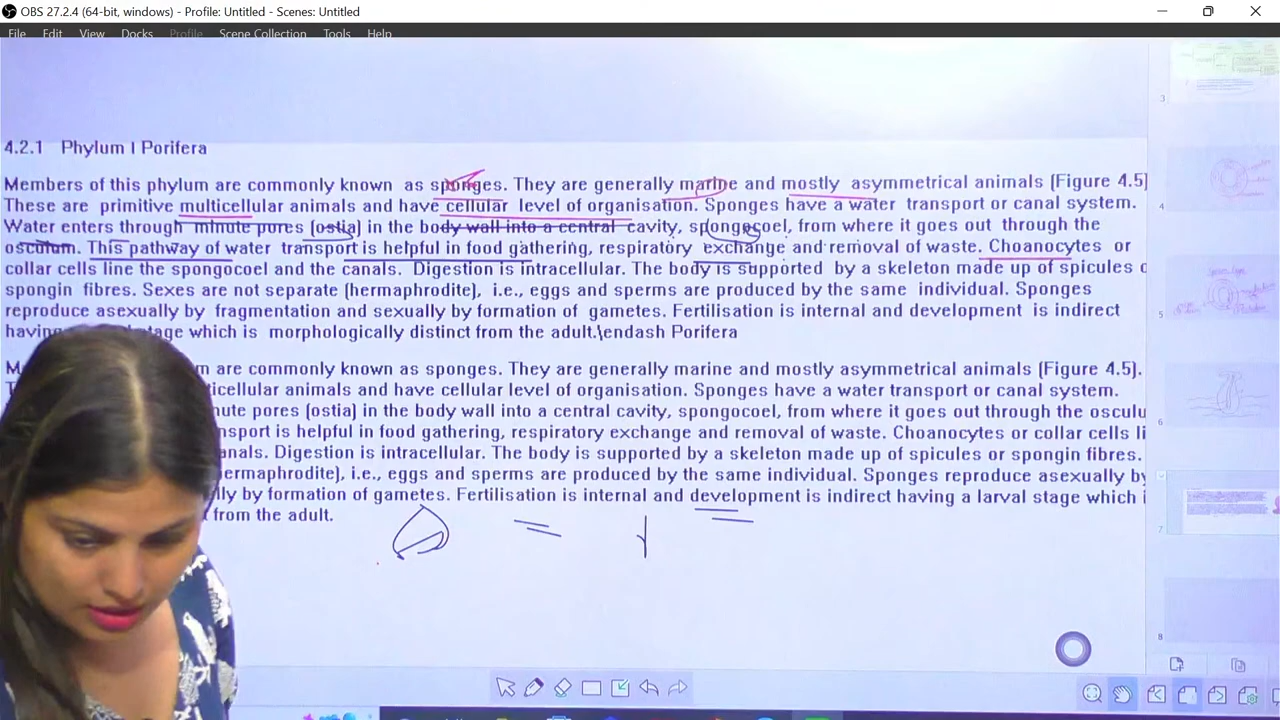 OBS 27.2.4 (64-bit, windows) - Profile: Untitled - Scenes: Untitled
File Edit View Docks Profile Scene Collection Tools Help
4.2.1 Phylum I Porifera
Members of this phylum are commonly known as sponges. They are generally marine and mostly asymmetrical animals (Figure 4.5)
These are primitive multicellular animals and have cellular level of organisation. Sponges have a water transport or canal system.
Water enters through minute pores (ostia) in the body wall into a central cavity, spongocoel, from where it goes out through the
osculum. This pathway of water transport is helpful in food gathering, respiratory exchange and removal of waste. Choanocytes or
collar cells line the spongocoel and the canals. Digestion is intracellular. The body is supported by a skeleton made up of spicules
spongin fibres. Sexes are not separate (hermaphrodite), i.e., eggs and sperms are produced by the same individual. Sponges
reproduce asexually by fragmentation and sexually by formation of gametes. Fertilisation is internal and development is indirect
which is morphologically distinct from the adult.\endash Porifera
are commonly known as sponges. They are generally marine and mostly asymmetrical animals (Figure 4.5).
animals and have cellular level of organisation. Sponges have a water transport or canal system.
pores (ostia) in the body wall into a central cavity, spongocoel, from where it goes out through the osculu
is helpful in food gathering, respiratory exchange and removal of waste. Choanocytes or collar cells li
Digestion is intracellular. The body is supported by a skeleton made up of spicules or spongin fibres.
i.e., eggs and sperms are produced by the same individual. Sponges reproduce asexually by
by formation of gametes. Fertilisation is internal and development is indirect having a larval stage which i
from the adult.
3
4
5
6
7
8